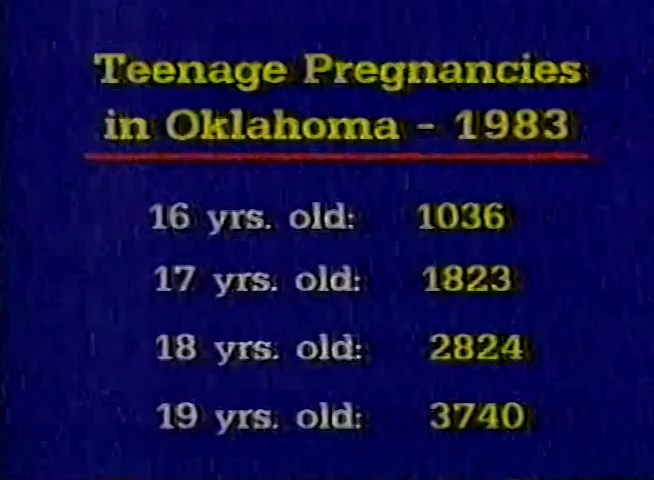 Teenage Pregnancies
in Oklahoma - 1983
16 yrs. old: 1036
17 yrs. old: 1823
18 yrs. old: 2824
19 yrs. old: 3740